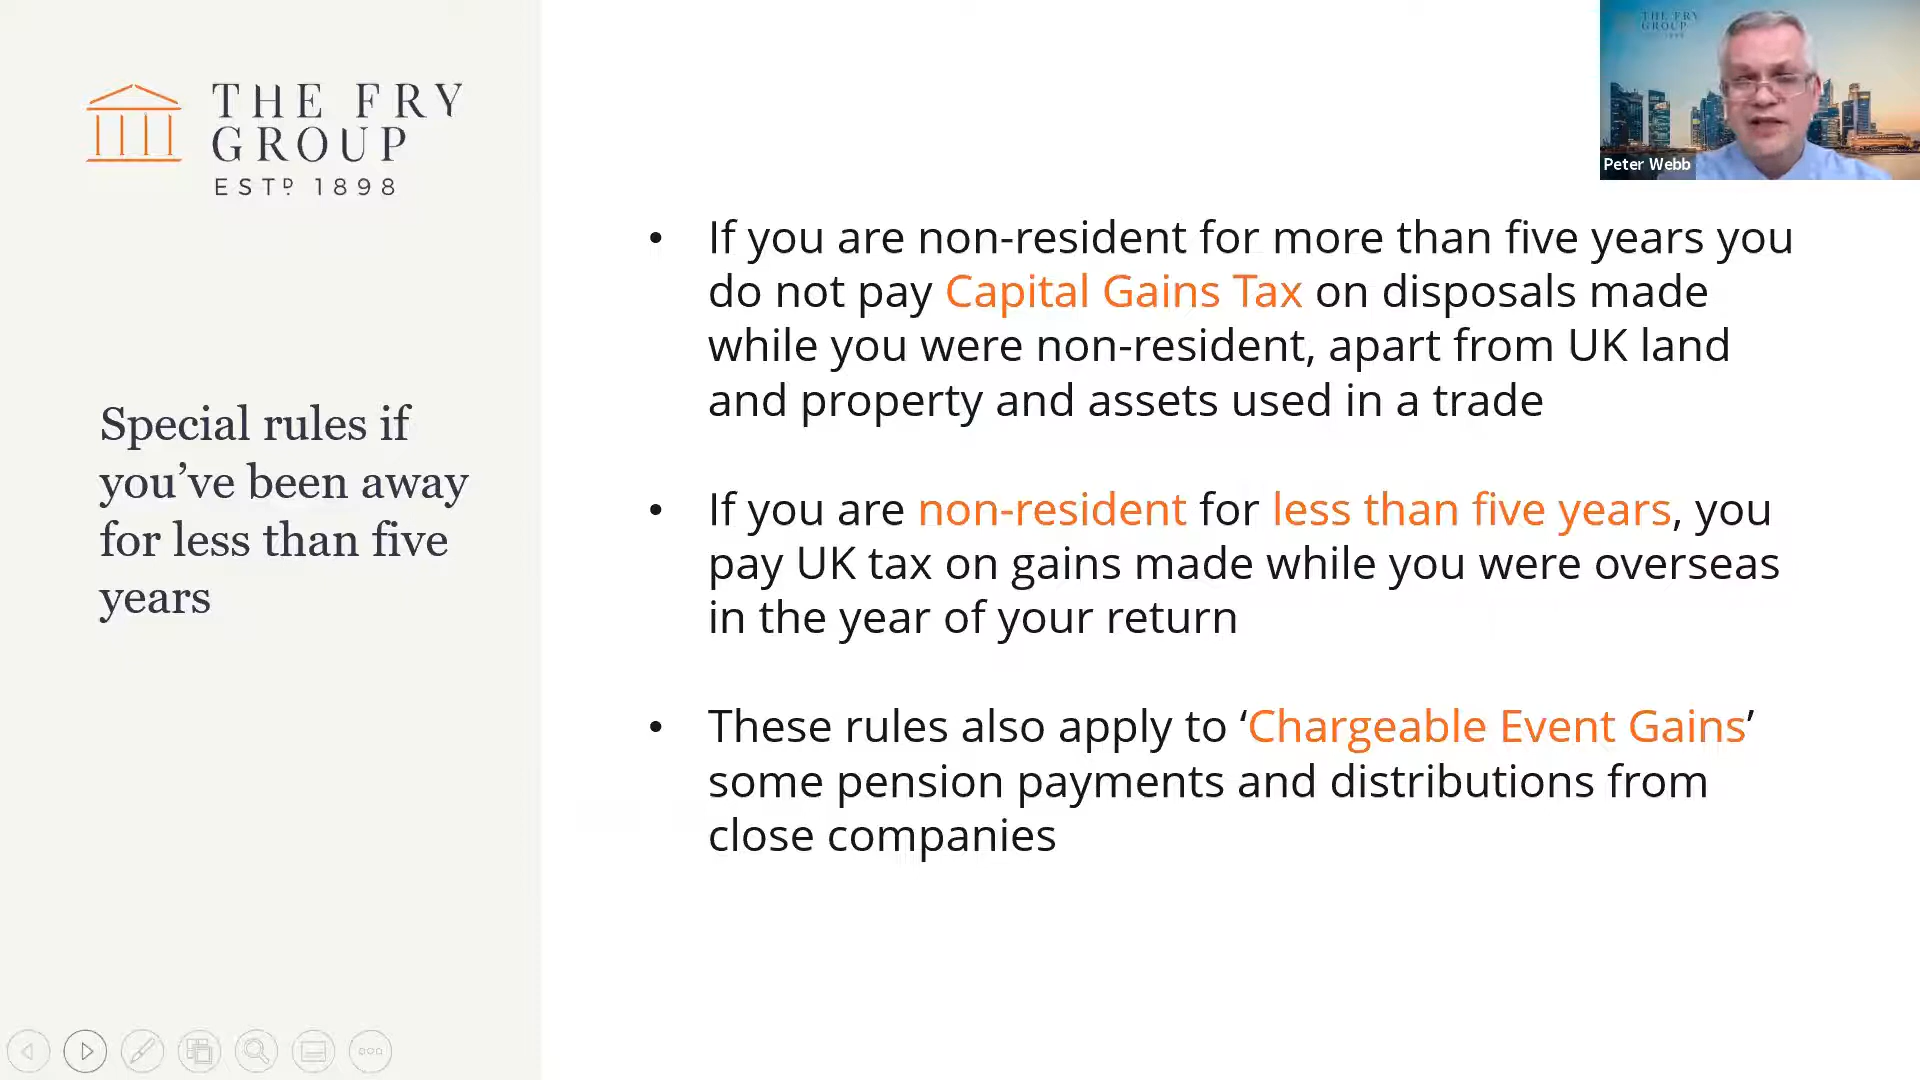 THE FRY
GROUP
ESTD 1898
THE FRY
GROUP
Peter Webb
Special rules if
you’ve been away
for less than five
years
• If you are non-resident for more than five years you
do not pay Capital Gains Tax on disposals made
while you were non-resident, apart from UK land
and property and assets used in a trade
• If you are non-resident for less than five years, you
pay UK tax on gains made while you were overseas
in the year of your return
• These rules also apply to ‘Chargeable Event Gains’
some pension payments and distributions from
close companies